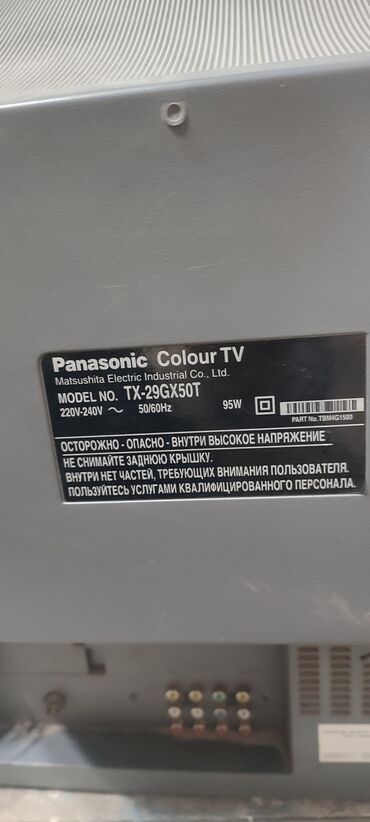 Panasonic Colour TV
Matsushita Electric Industrial Co., Ltd.
MODEL NO. TX-29GX50T
220V-240V ~ 50/60Hz 95W
PART No. TBM4G1500
ОСТОРОЖНО - ОПАСНО - ВНУТРИ ВЫСОКОЕ НАПРЯЖЕНИЕ
НЕ СНИМАЙТЕ ЗАДНЮЮ КРЫШКУ.
ВНУТРИ НЕТ ЧАСТЕЙ, ТРЕБУЮЩИХ ВНИМАНИЯ ПОЛЬЗОВАТЕЛЯ.
ПОЛЬЗУЙТЕСЬ УСЛУГАМИ КВАЛИФИЦИРОВАННОГО ПЕРСОНАЛА.